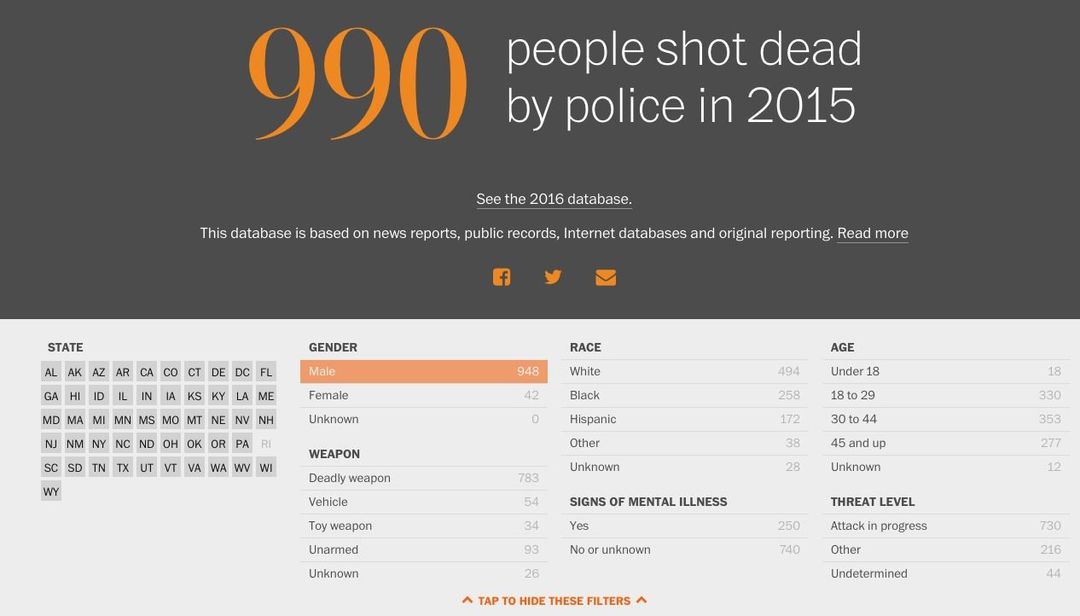 990 people shot dead
by police in 2015
See the 2016 database.
This database is based on news reports, public records, Internet databases and original reporting. Read more
STATE
AL AK AZ AR CA CO CT DE DC FL
GA HI ID IL IN IA KS KY LA ME
MD MA MI MN MS MO MT NE NV NH
NJ NM NY NC ND OH OK OR PA RI
SC SD TN TX UT VT VA WA WV WI
WY
GENDER
Male 948
Female 42
Unknown 0
WEAPON
Deadly weapon 783
Vehicle 54
Toy weapon 34
Unarmed 93
Unknown 26
RACE
White 494
Black 258
Hispanic 172
Other 38
Unknown 28
SIGNS OF MENTAL ILLNESS
Yes 250
No or unknown 740
AGE
Under 18 18
18 to 29 330
30 to 44 353
45 and up 277
Unknown 12
THREAT LEVEL
Attack in progress 730
Other 216
Undetermined 44
TAP TO HIDE THESE FILTERS